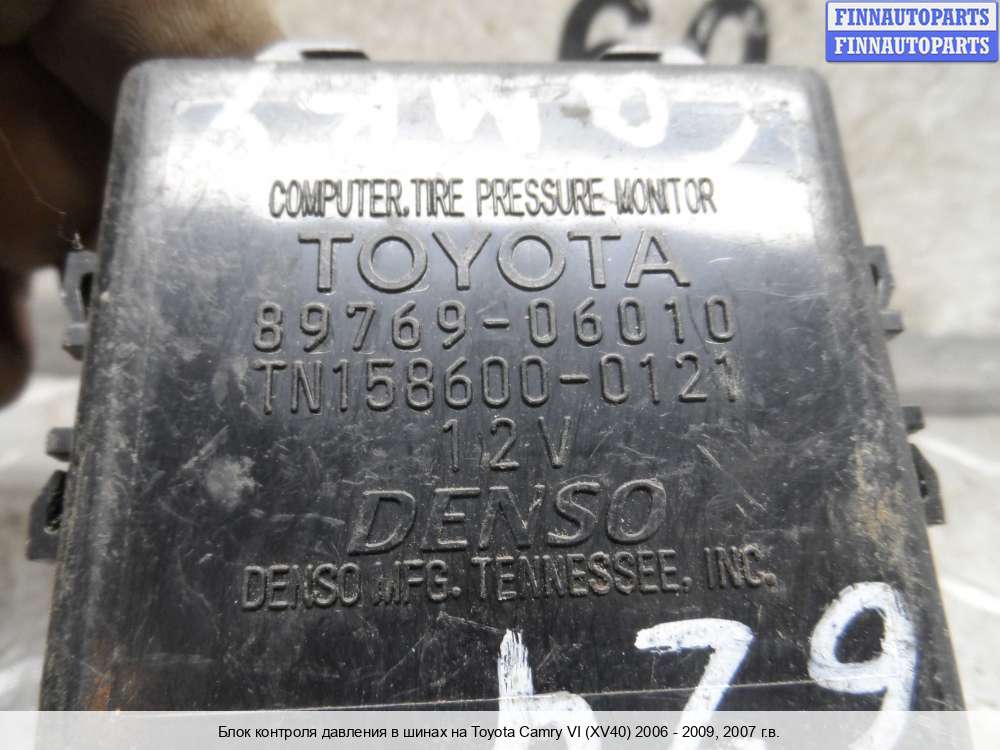 FINNAUTOPARTS
FINNAUTOPARTS
COMPUTER.TIRE PRESSURE MONITOR
TOYOTA
89769-06010
TN158600-0121
12V
DENSO
DENSO MFG. TENNESSEE, INC.
Блок контроля давления в шинах на Toyota Camry VI (XV40) 2006 - 2009, 2007 г.в.